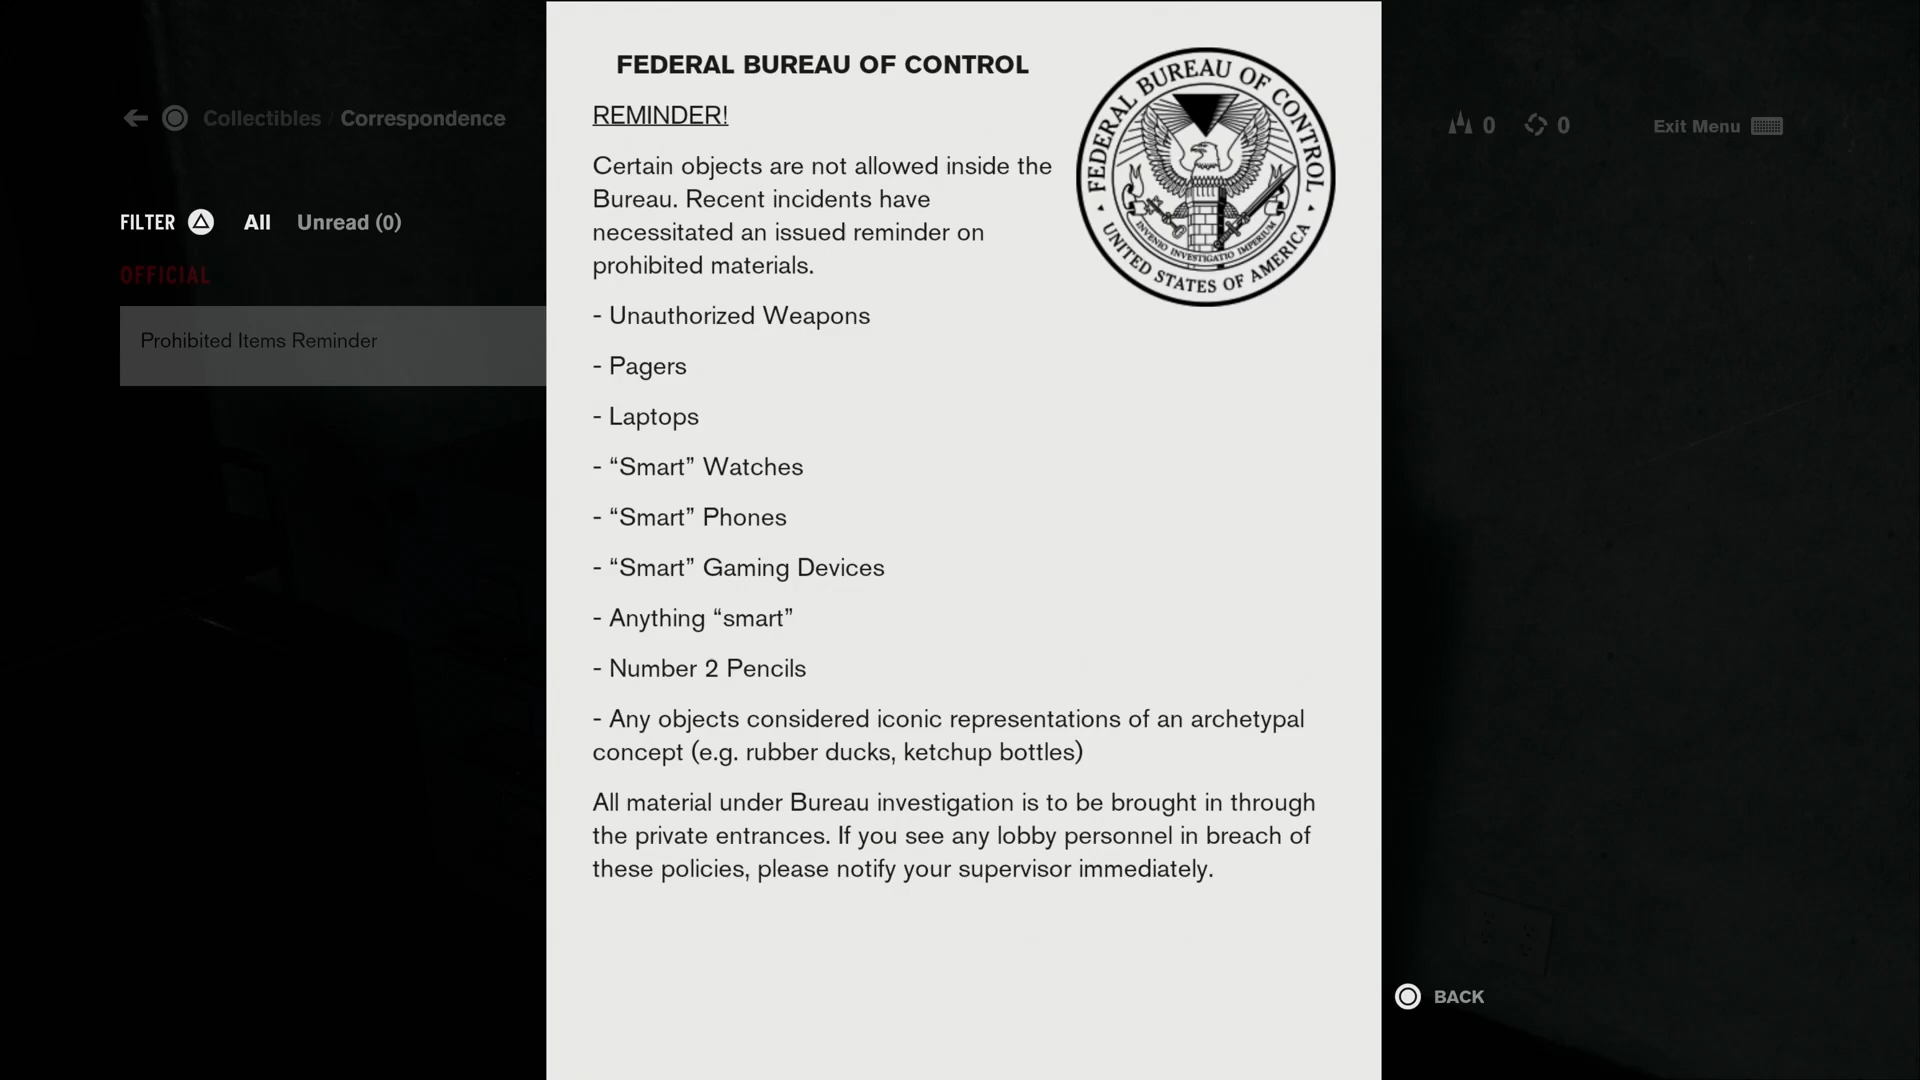 FEDERAL BUREAU OF CONTROL
REMINDER!
Certain objects are not allowed inside the
Bureau. Recent incidents have
necessitated an issued reminder on
prohibited materials.
- Unauthorized Weapons
- Pagers
- Laptops
- “Smart” Watches
- “Smart” Phones
- “Smart” Gaming Devices
- Anything “smart”
- Number 2 Pencils
- Any objects considered iconic representations of an archetypal
concept (e.g. rubber ducks, ketchup bottles)
All material under Bureau investigation is to be brought in through
the private entrances. If you see any lobby personnel in breach of
these policies, please notify your supervisor immediately.
FEDERAL BUREAU OF CONTROL
UNITED STATES OF AMERICA
INVENIO INVESTIGATIO IMPERIUM
Collectibles / Correspondence
FILTER All Unread (0)
OFFICIAL
Prohibited Items Reminder
0 0 Exit Menu
BACK